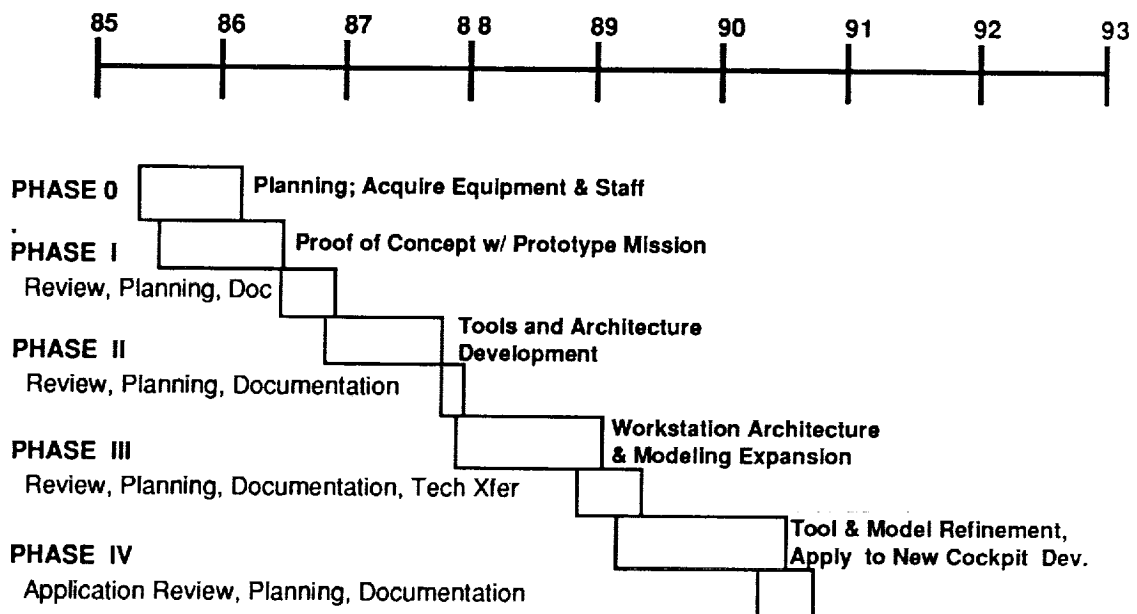 85 86 87 88 89 90 91 92 93
PHASE 0 Planning; Acquire Equipment & Staff
PHASE I Proof of Concept w/ Prototype Mission
Review, Planning, Doc
Tools and Architecture
PHASE II Development
Review, Planning, Documentation
Workstation Architecture
PHASE III & Modeling Expansion
Review, Planning, Documentation, Tech Xfer
Tool & Model Refinement,
PHASE IV Apply to New Cockpit Dev.
Application Review, Planning, Documentation